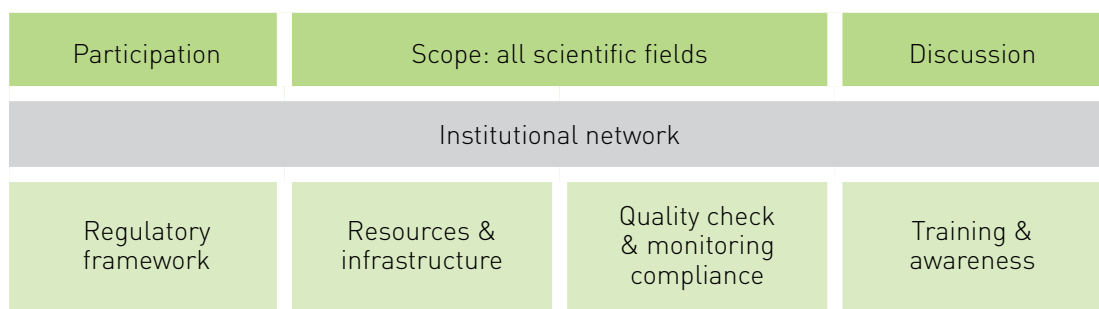 Participation
Scope: all scientific fields
Discussion
Institutional network
Regulatory
framework
Resources &
infrastructure
Quality check
& monitoring
compliance
Training &
awareness